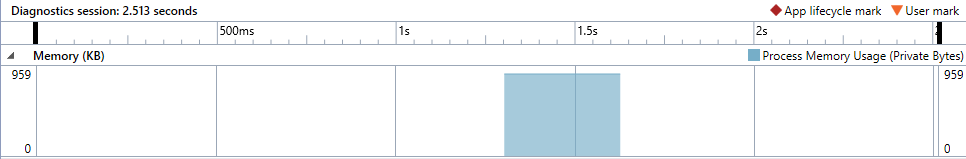 Diagnostics session: 2.513 seconds App lifecycle mark User mark
500ms 1s 1.5s 2s
Memory (KB) Process Memory Usage (Private Bytes)
959 959
0 0